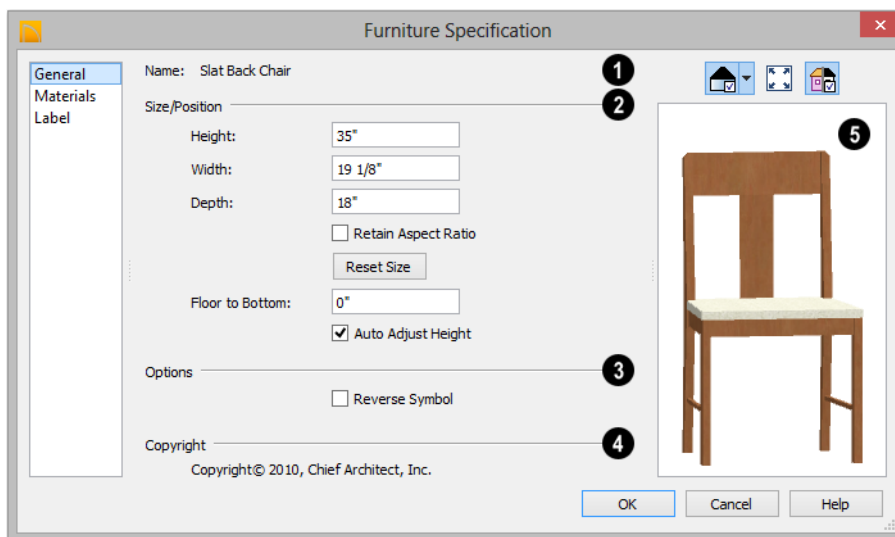 Furniture Specification
General
Materials
Label
Name: Slat Back Chair 1
Size/Position 2
Height: 35"
Width: 19 1/8"
Depth: 18"
Retain Aspect Ratio
Reset Size
Floor to Bottom: 0"
Auto Adjust Height
Options 3
Reverse Symbol
Copyright 4
Copyright© 2010, Chief Architect, Inc.
5
OK Cancel Help